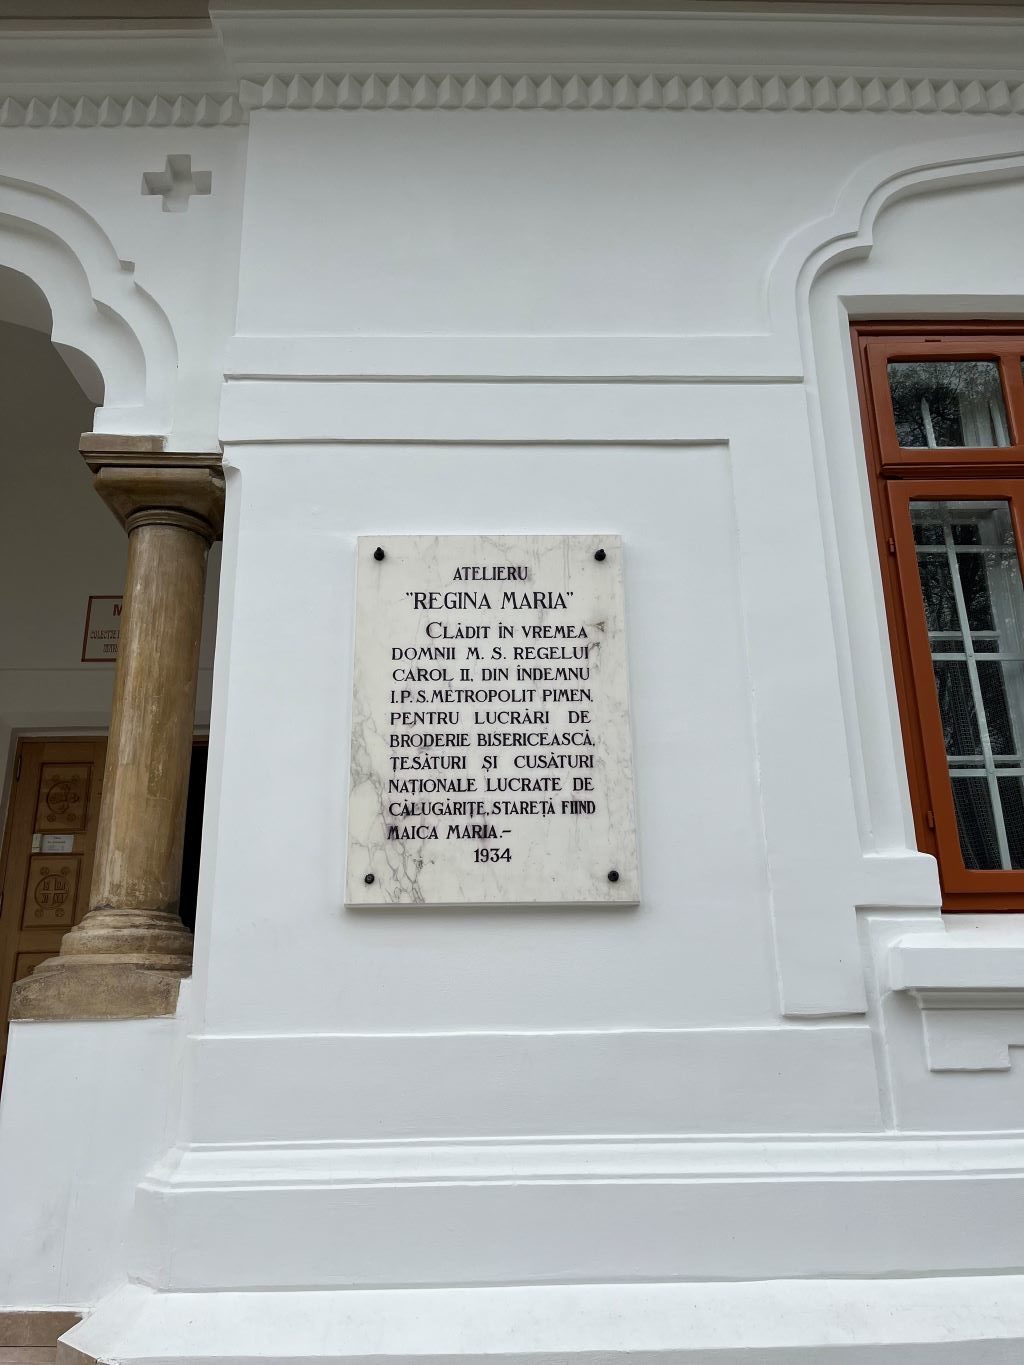 ATELIERU
"REGINA MARIA"
CLĂDIT ÎN VREMEA
DOMNII M. S. REGELUI
CAROL II, DIN ÎNDEMNU
I.P.S. METROPOLIT PIMEN,
PENTRU LUCRĂRI DE
BRODERIE BISERICEASCĂ,
ȚESĂTURI ȘI CUSĂTURI
NAȚIONALE LUCRATE DE
CĂLUGĂRIȚE, STAREȚĂ FIIND
MAICA MARIA.–
1934
COLECȚIE